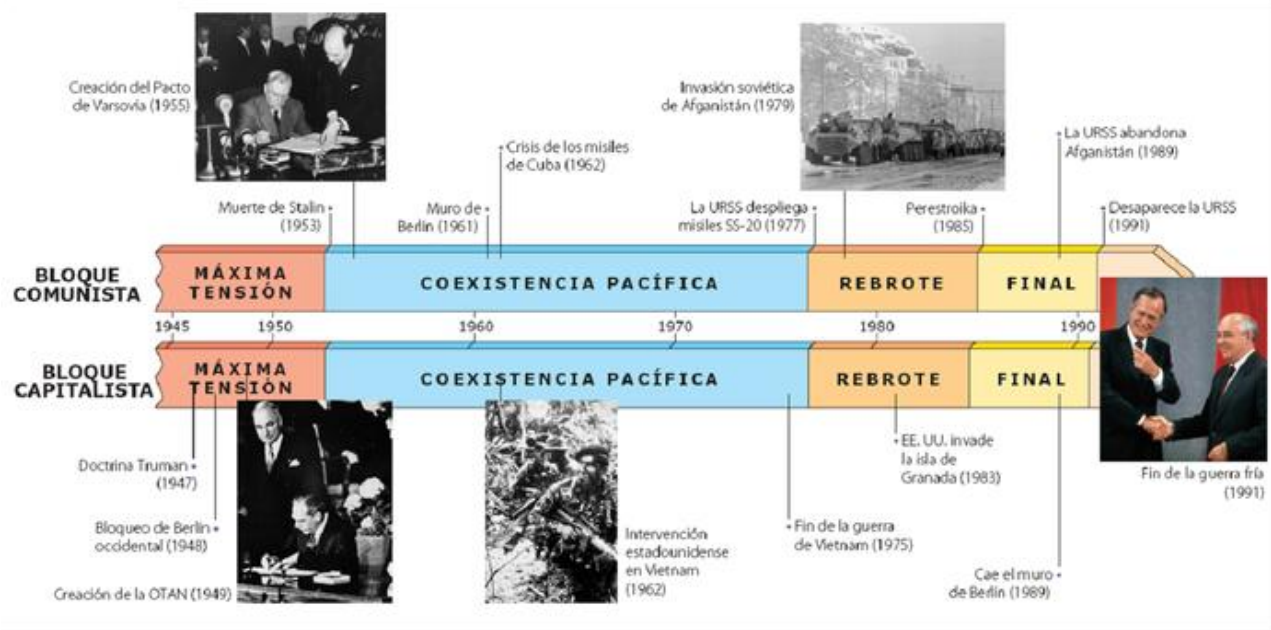 Creación del Pacto
de Varsovia (1955)
Invasión soviética
de Afganistán (1979)
Crisis de los misiles
de Cuba (1962)
La URSS abandona
Afganistán (1989)
Muerte de Stalin
(1953)
Muro de
Berlín (1961)
La URSS despliega
misiles SS-20 (1977)
Perestroika
(1985)
Desaparece la URSS
(1991)
BLOQUE
COMUNISTA
MÁXIMA
TENSIÓN
COEXISTENCIA PACÍFICA
REBROTE
FINAL
1945 1950 1960 1970 1980 1990
BLOQUE
CAPITALISTA
MÁXIMA
TENSIÓN
COEXISTENCIA PACÍFICA
REBROTE
FINAL
Doctrina Truman
(1947)
Bloqueo de Berlín
occidental (1948)
Creación de la OTAN (1949)
Intervención
estadounidense
en Vietnam
(1962)
Fin de la guerra
de Vietnam (1975)
EE. UU. invade
la isla de
Granada (1983)
Cae el muro
de Berlín (1989)
Fin de la guerra fría
(1991)